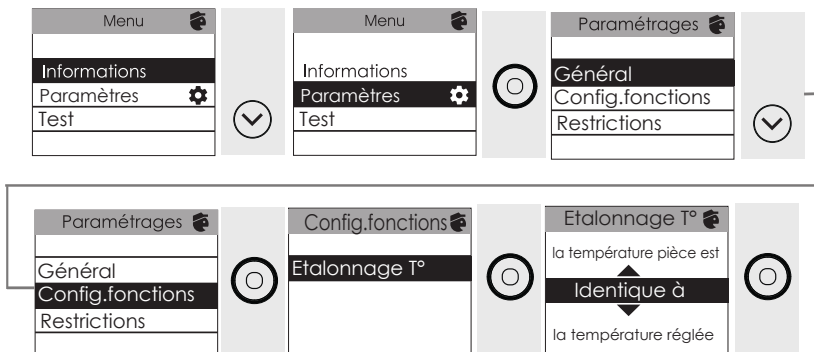 Menu
Informations
Paramètres
Test
Menu
Informations
Paramètres
Test
Paramétrages
Général
Config.fonctions
Restrictions
Paramétrages
Général
Config.fonctions
Restrictions
Config.fonctions
Etalonnage T°
Etalonnage T°
la température pièce est
Identique à
la température réglée